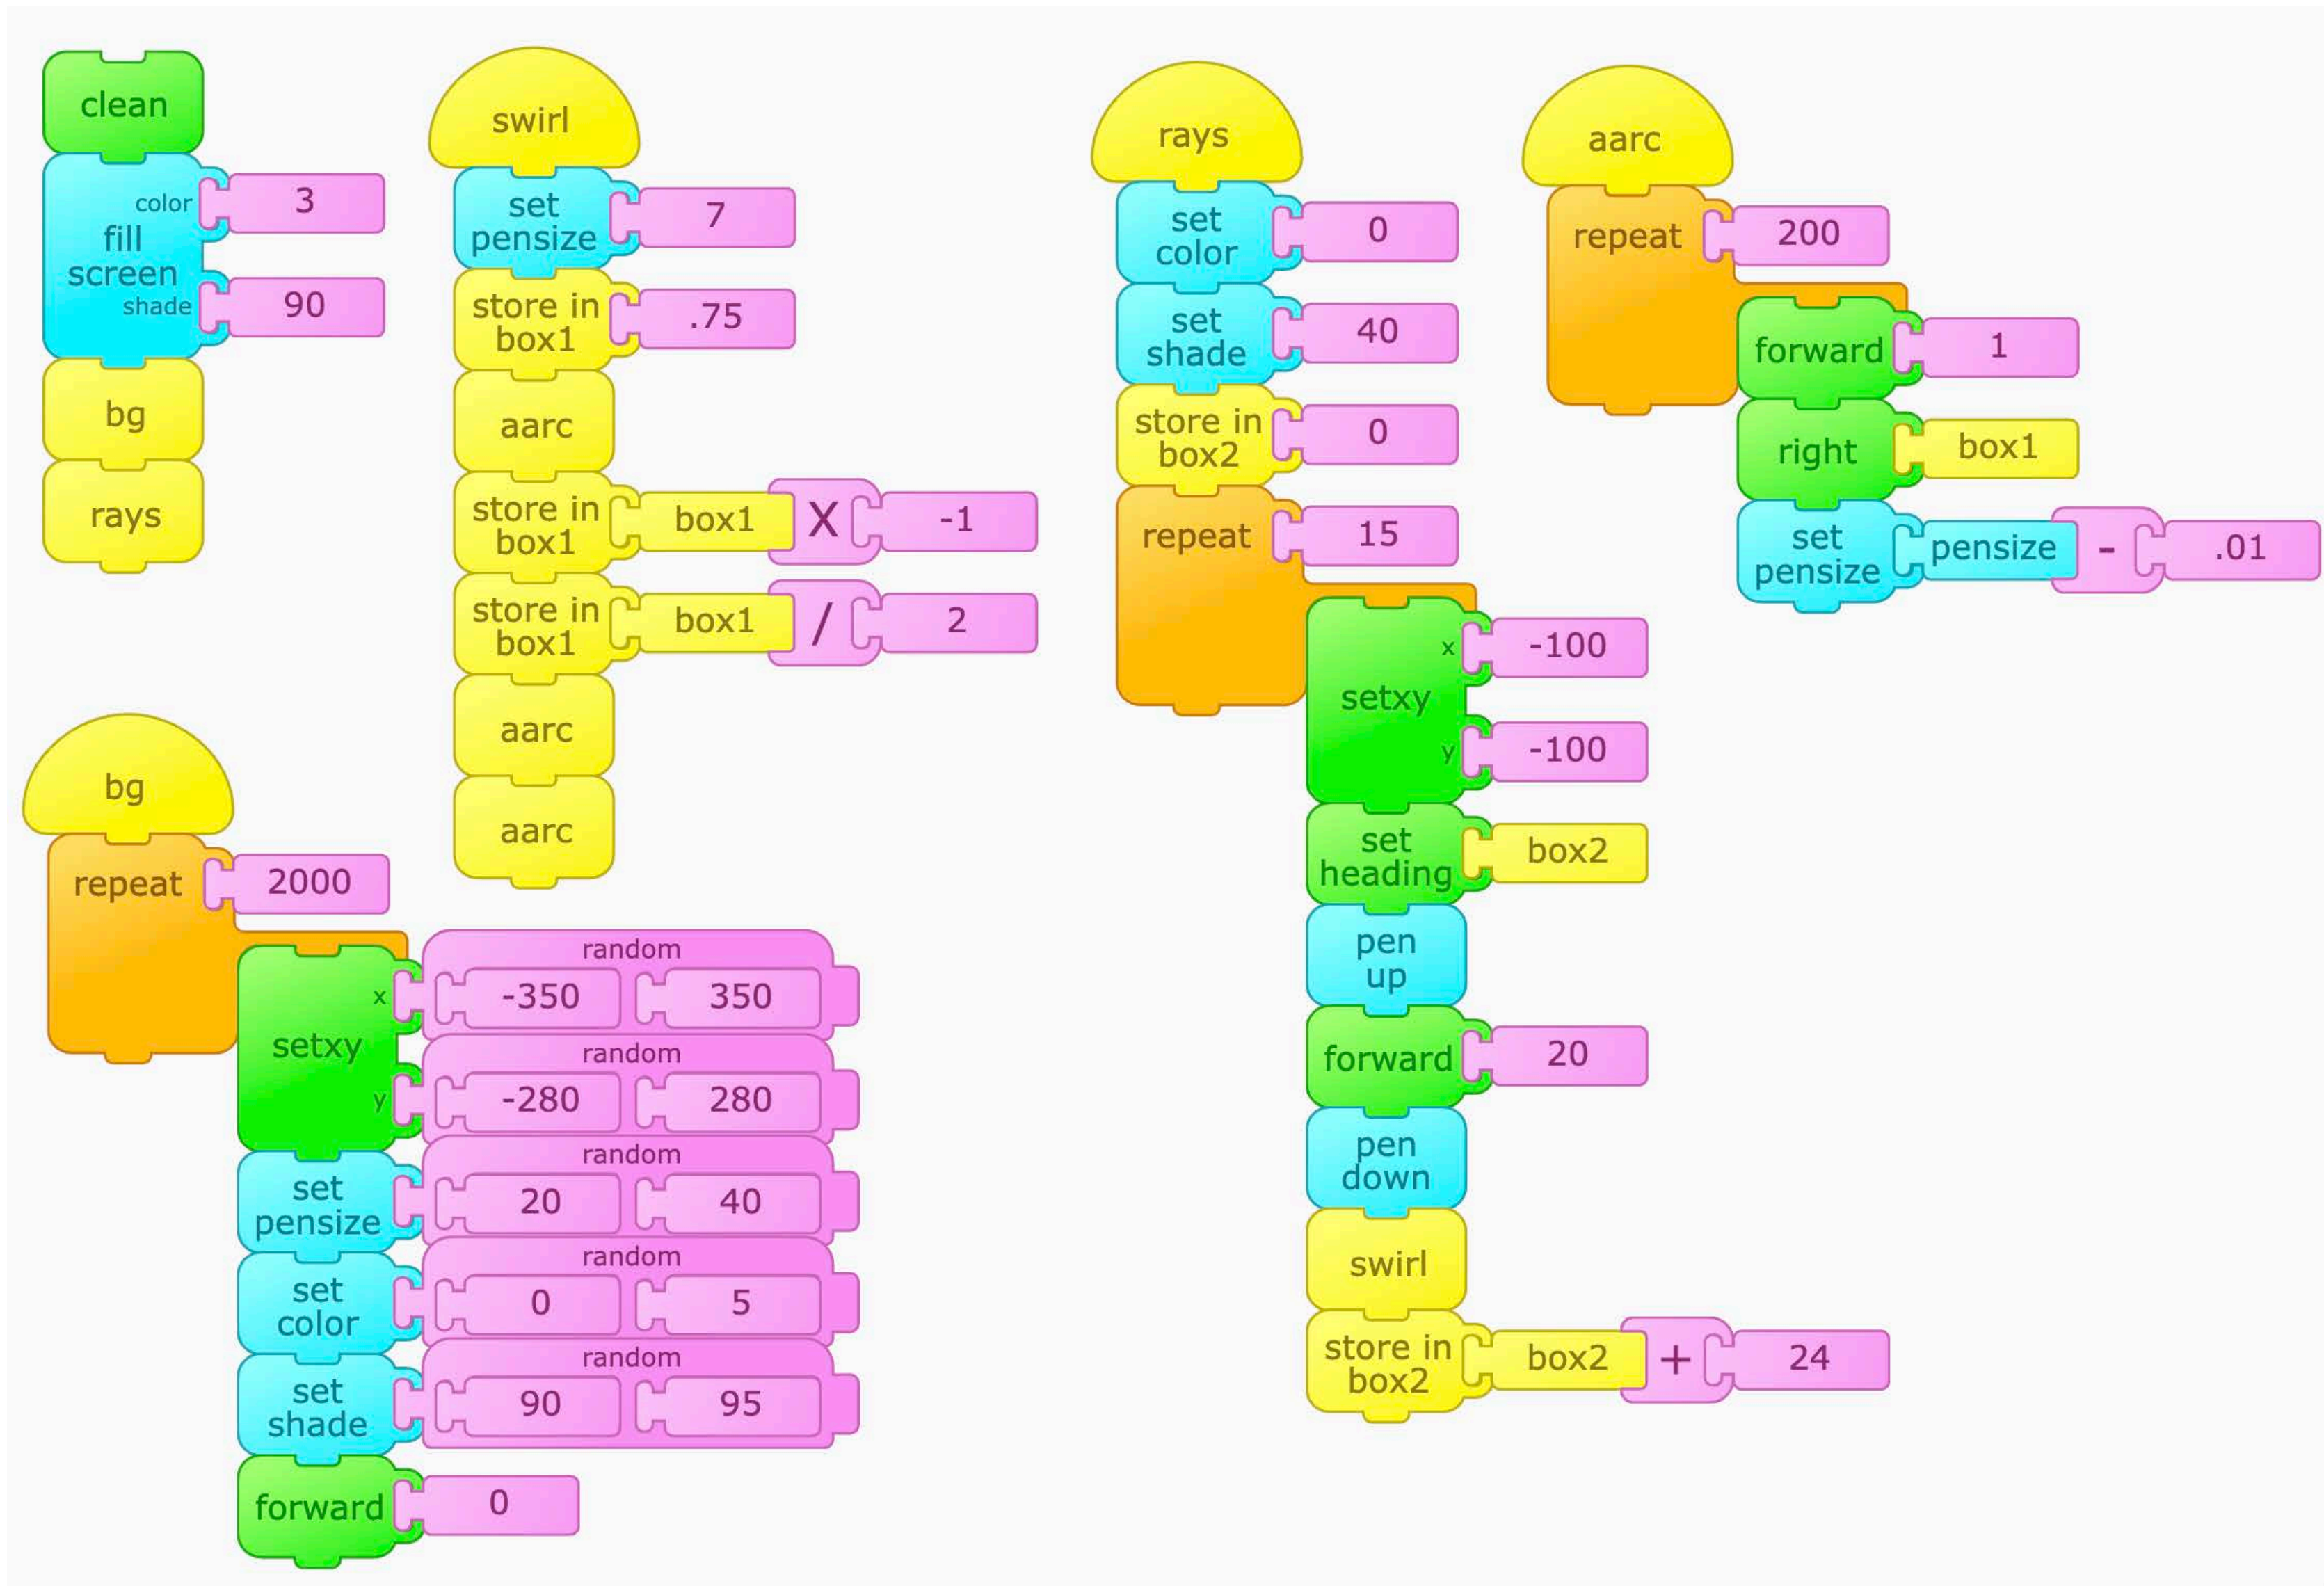 clean
color 3
fill
screen
shade 90
bg
rays
swirl
set
pensize 7
store in
box1 .75
aarc
store in
box1 box1 X -1
store in
box1 box1 / 2
aarc
aarc
bg
repeat 2000
random
x -350 350
setxy
random
y -280 280
random
set
pensize 20 40
random
set
color 0 5
random
set
shade 90 95
forward 0
rays
set
color 0
set
shade 40
store in
box2 0
repeat 15
x -100
setxy
y -100
set
heading box2
pen
up
forward 20
pen
down
swirl
store in
box2 box2 + 24
aarc
repeat 200
forward 1
right box1
set
pensize pensize - .01